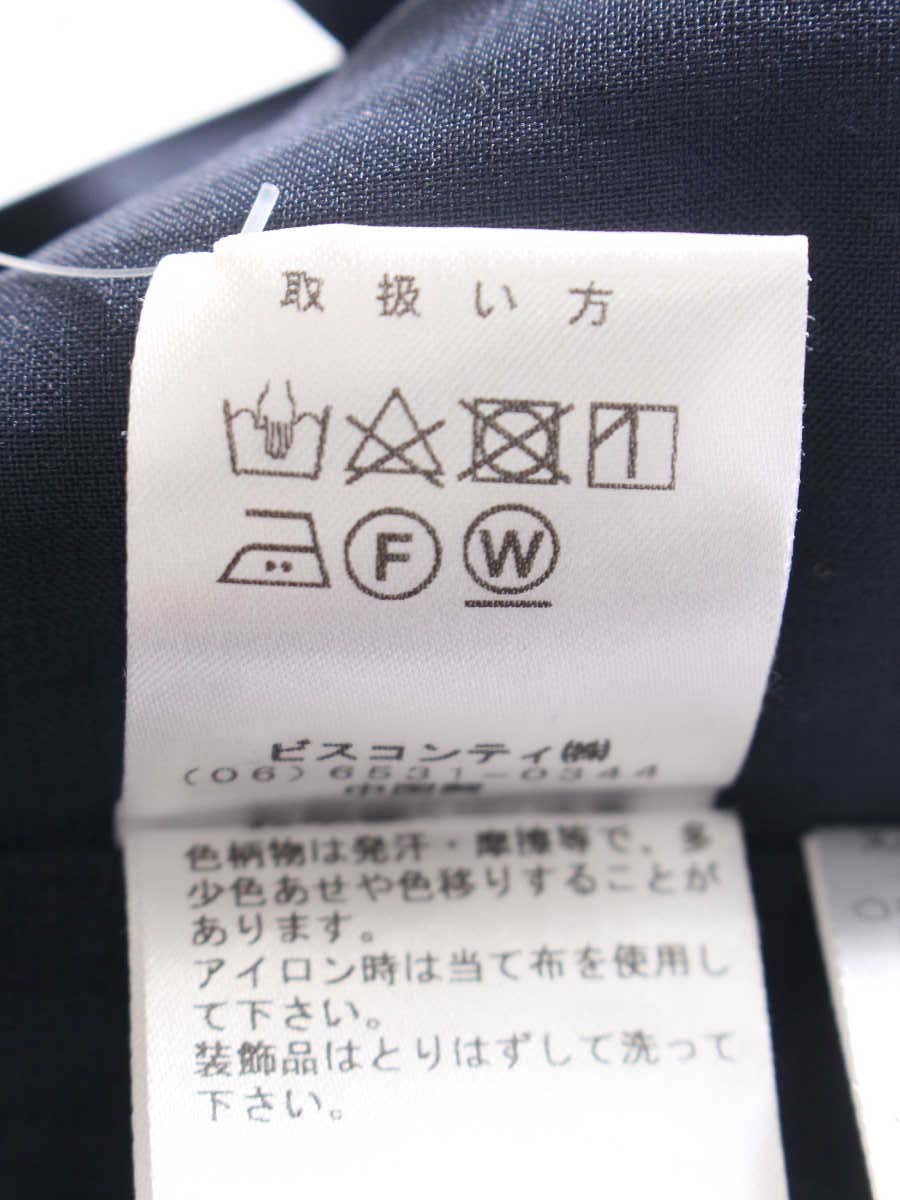 取扱い方
F W
ビスコンティ㈱
(06)6531-0344
中国製
色柄物は発汗・摩擦等で、多
少色あせや色移りすることが
あります。
アイロン時は当て布を使用し
て下さい。
装飾品はとりはずして洗って
下さい。